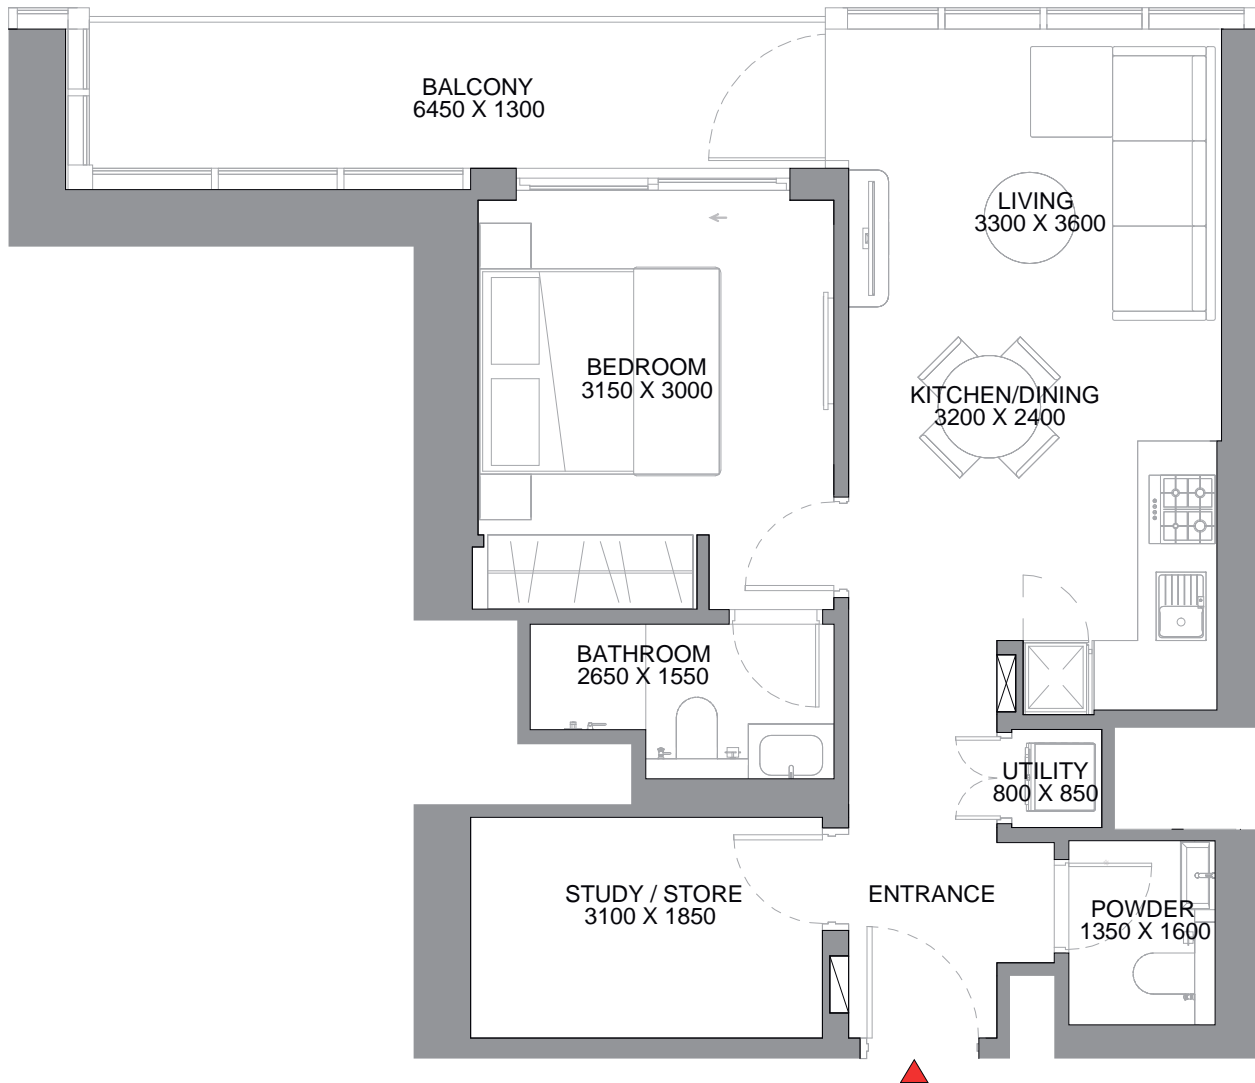 BALCONY
6450 X 1300
LIVING
3300 X 3600
BEDROOM
3150 X 3000
KITCHEN/DINING
3200 X 2400
BATHROOM
2650 X 1550
UTILITY
800 X 850
STUDY / STORE
3100 X 1850
ENTRANCE
POWDER
1350 X 1600